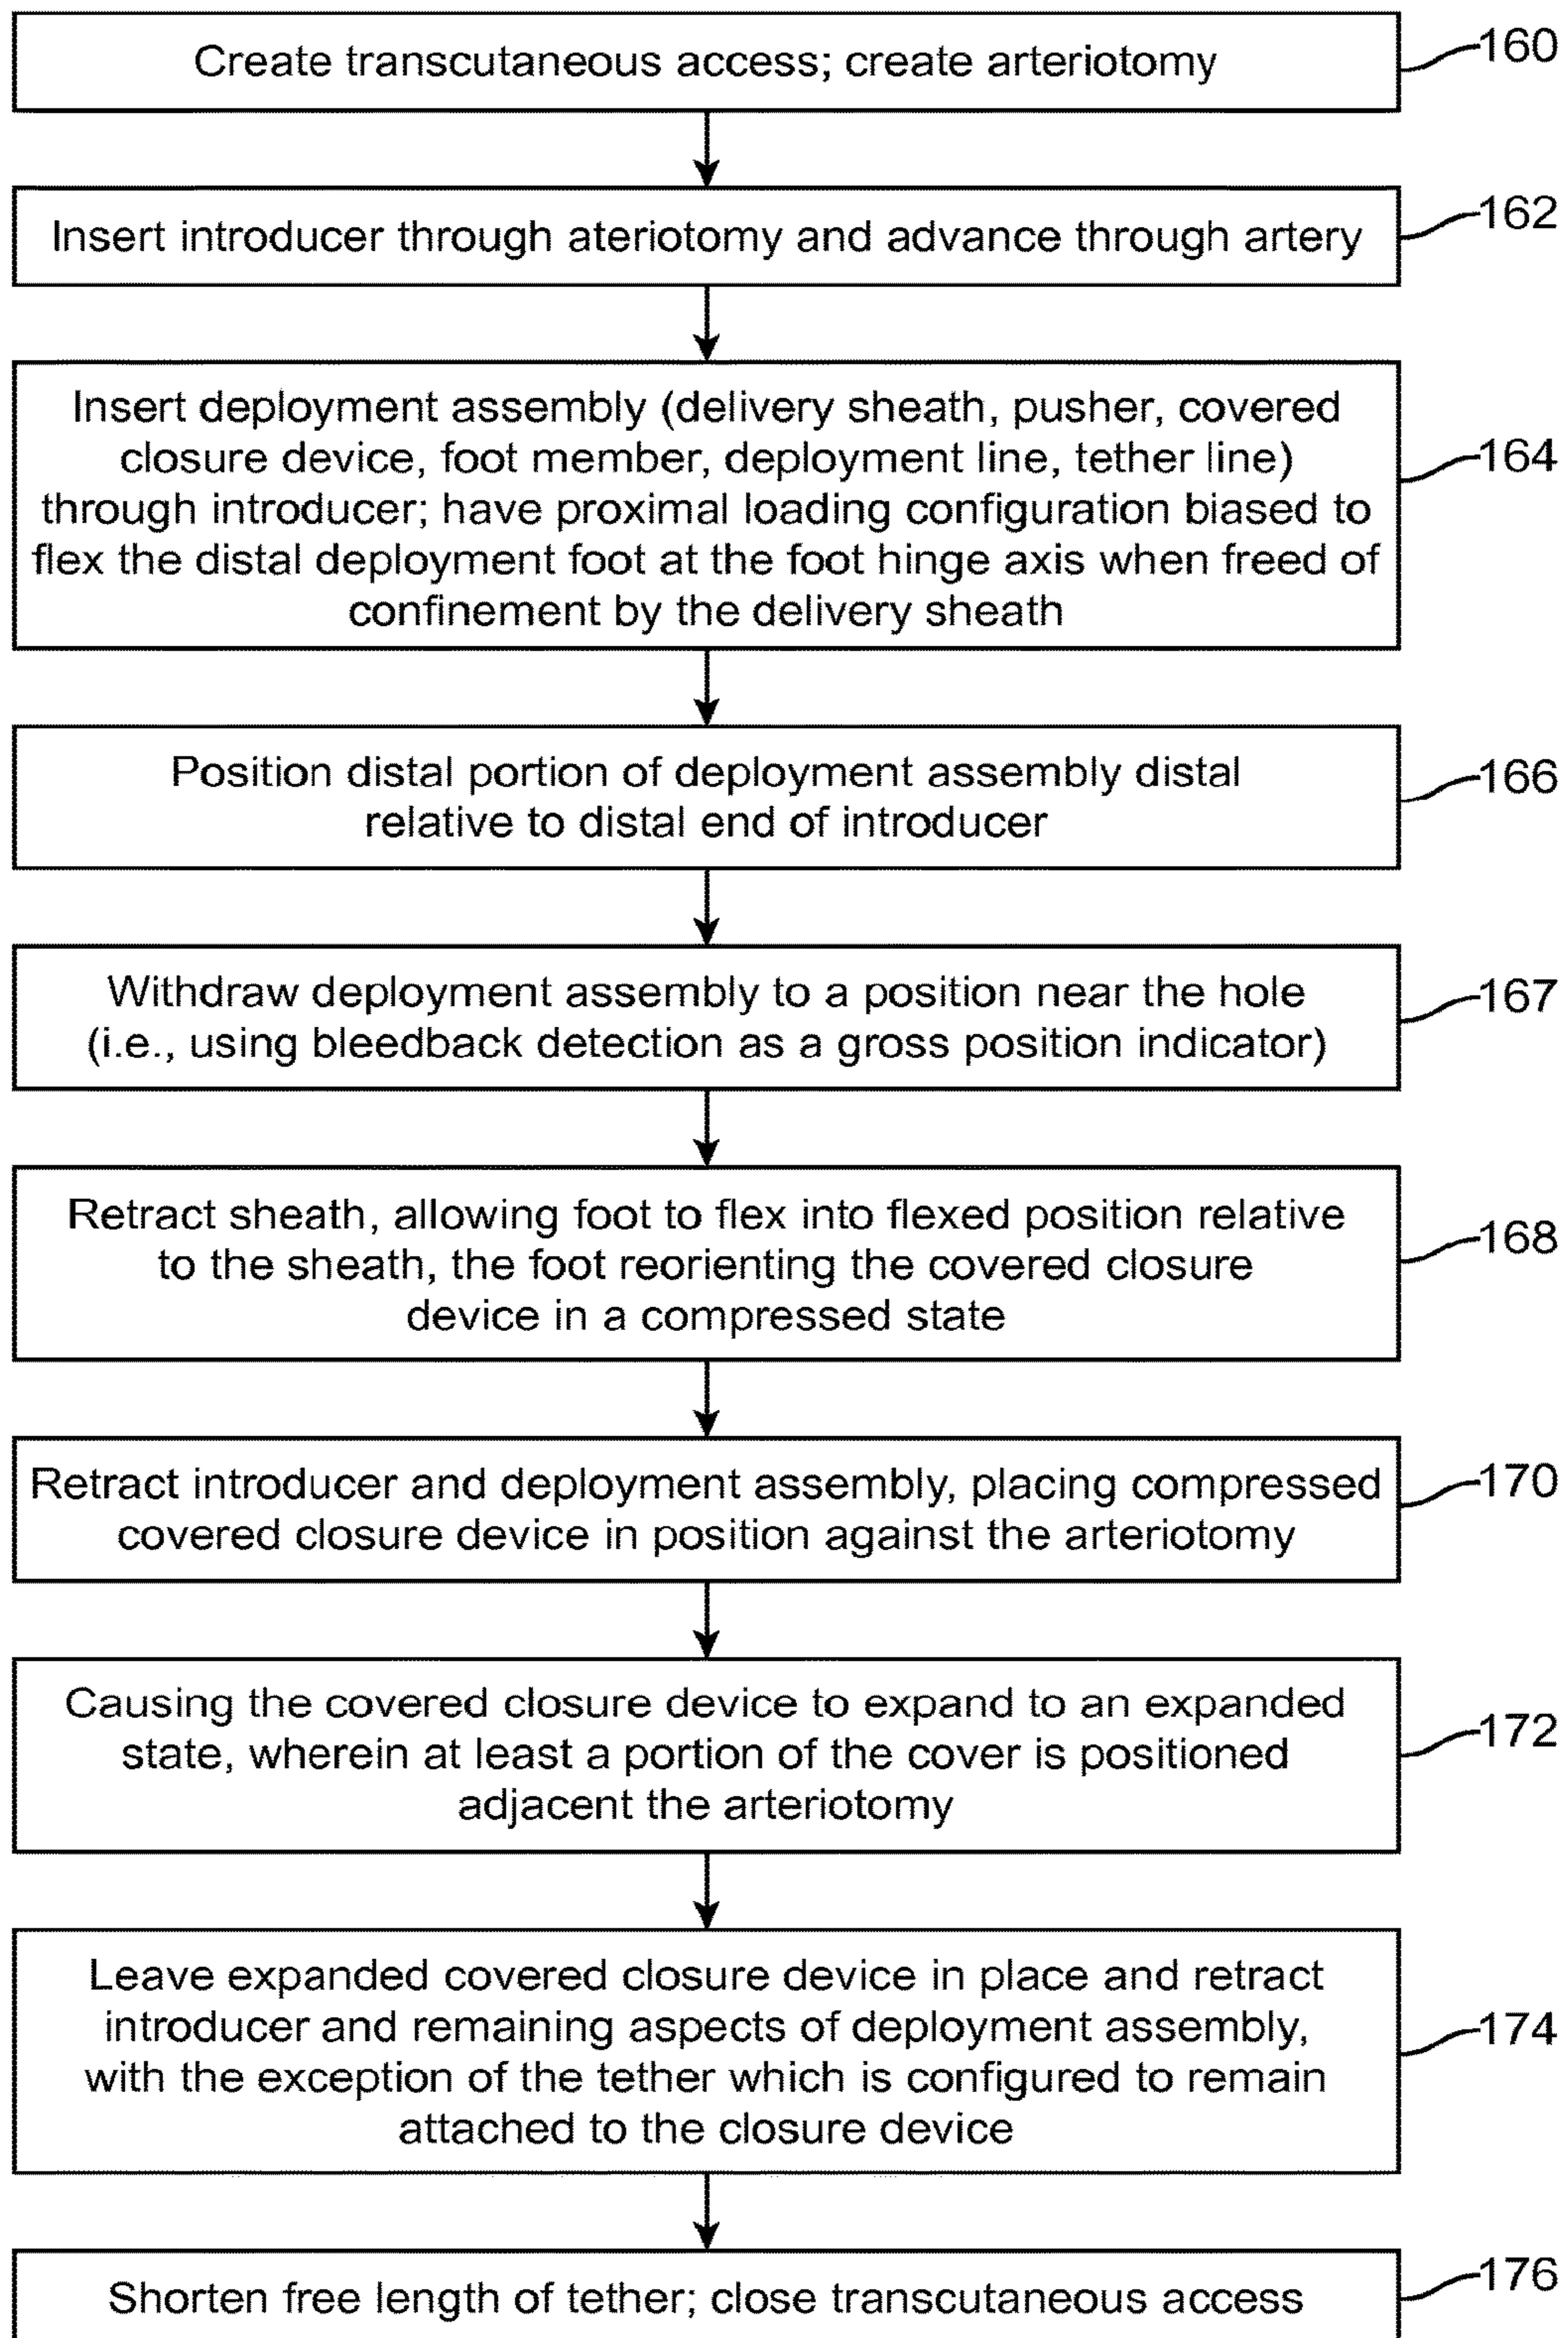 Create transcutaneous access; create arteriotomy
160
Insert introducer through ateriotomy and advance through artery
162
Insert deployment assembly (delivery sheath, pusher, covered
closure device, foot member, deployment line, tether line)
through introducer; have proximal loading configuration biased to
flex the distal deployment foot at the foot hinge axis when freed of
confinement by the delivery sheath
164
Position distal portion of deployment assembly distal
relative to distal end of introducer
166
Withdraw deployment assembly to a position near the hole
(i.e., using bleedback detection as a gross position indicator)
167
Retract sheath, allowing foot to flex into flexed position relative
to the sheath, the foot reorienting the covered closure
device in a compressed state
168
Retract introducer and deployment assembly, placing compressed
covered closure device in position against the arteriotomy
170
Causing the covered closure device to expand to an expanded
state, wherein at least a portion of the cover is positioned
adjacent the arteriotomy
172
Leave expanded covered closure device in place and retract
introducer and remaining aspects of deployment assembly,
with the exception of the tether which is configured to remain
attached to the closure device
174
Shorten free length of tether; close transcutaneous access
176